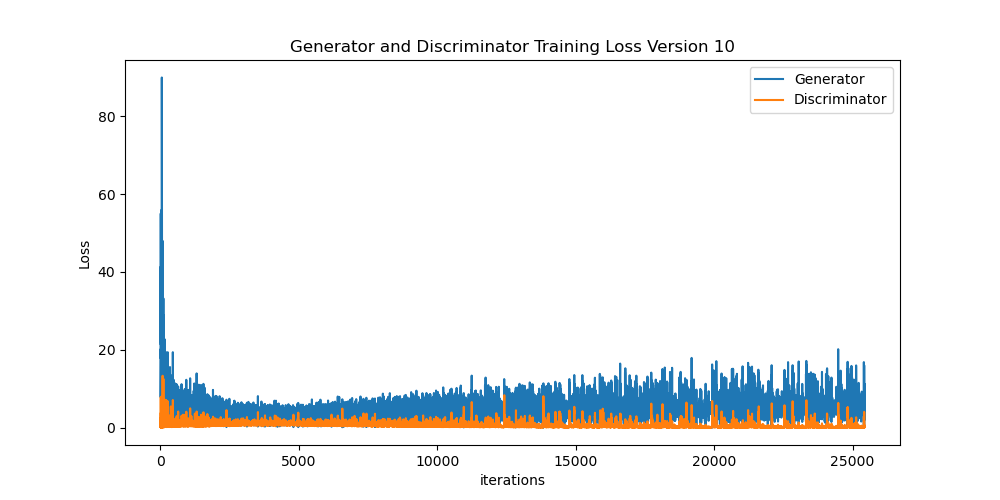 Generator and Discriminator Training Loss Version 10
Generator
Discriminator
80
60
40
20
0
Loss
0 5000 10000 15000 20000 25000
iterations